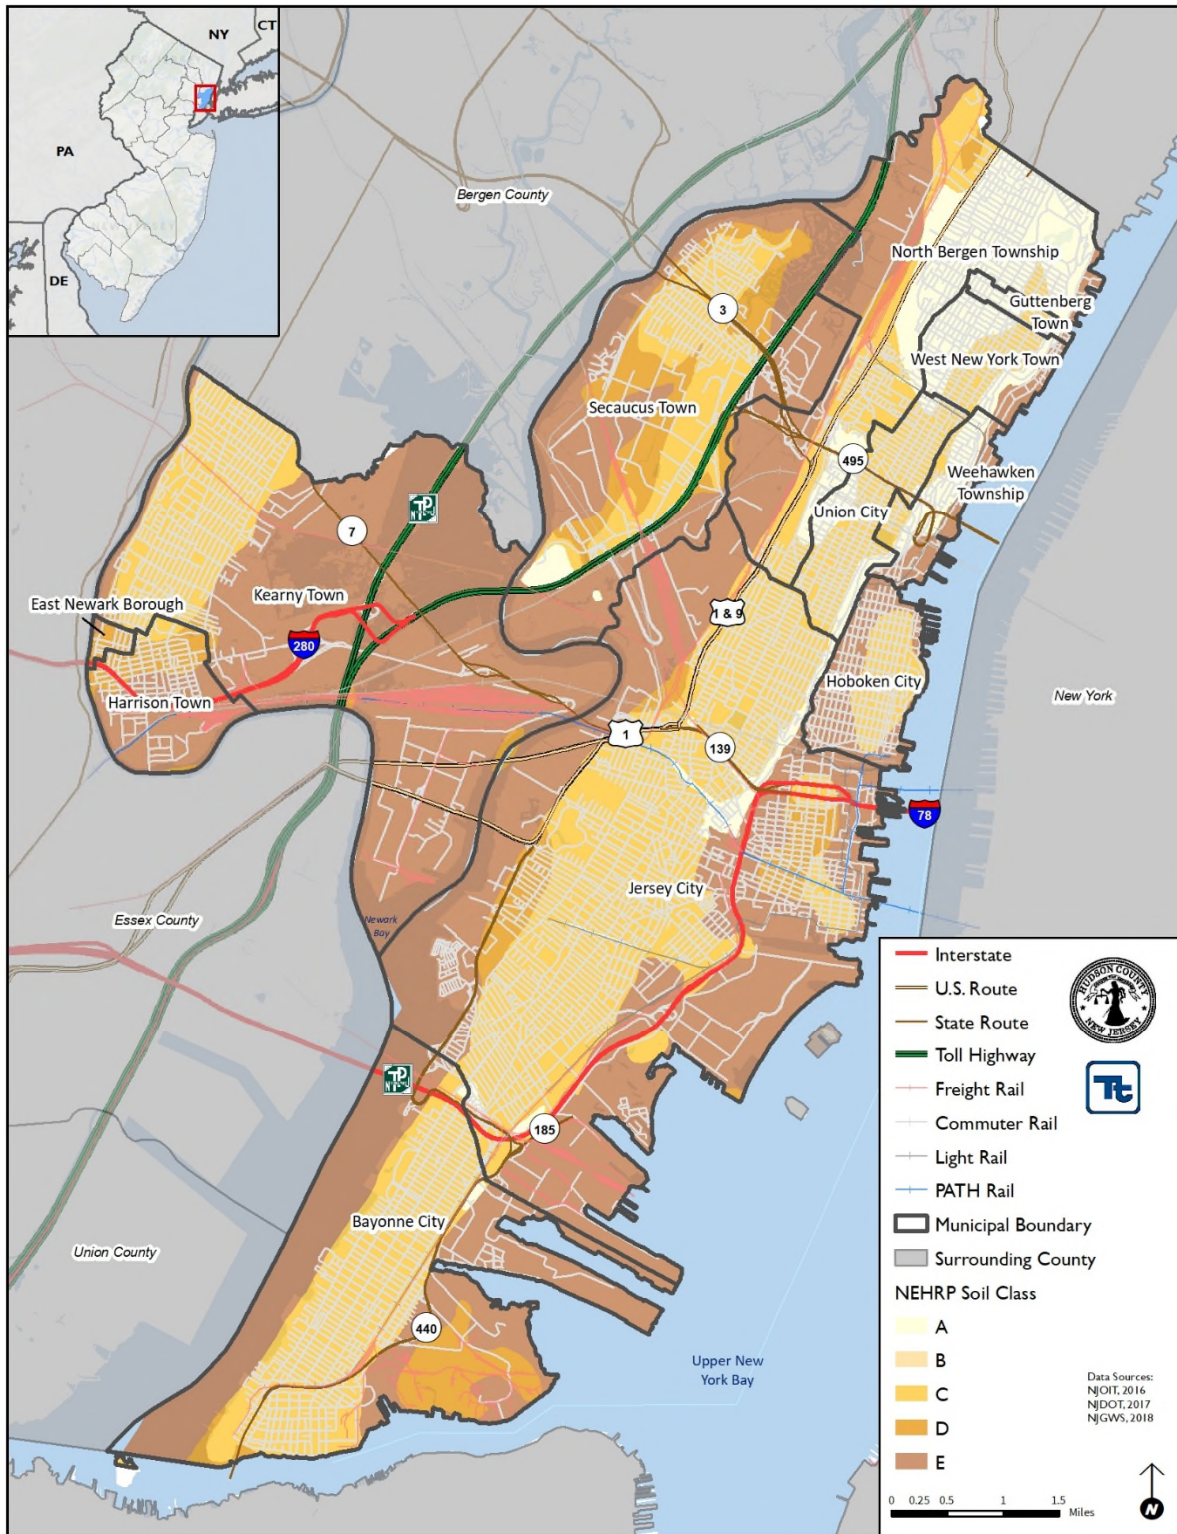 NY
CT
PA
DE
Bergen County
North Bergen Township
Guttenberg
Town
West New York Town
3
Secaucus Town
495
Weehawken
Township
Union City
7
Kearny Town
East Newark Borough
280
1 & 9
Harrison Town
Hoboken City
New York
1
139
78
Jersey City
Essex County
Newark
Bay
185
Bayonne City
Union County
440
Upper New
York Bay
Interstate
U.S. Route
State Route
Toll Highway
Freight Rail
Commuter Rail
Light Rail
PATH Rail
Municipal Boundary
Surrounding County
NEHRP Soil Class
A
B
C
D
E
HUDSON COUNTY
NEW JERSEY
Tt
Data Sources:
NJOIT, 2016
NJDOT, 2017
NJGWS, 2018
0 0.25 0.5 1 1.5
Miles
N